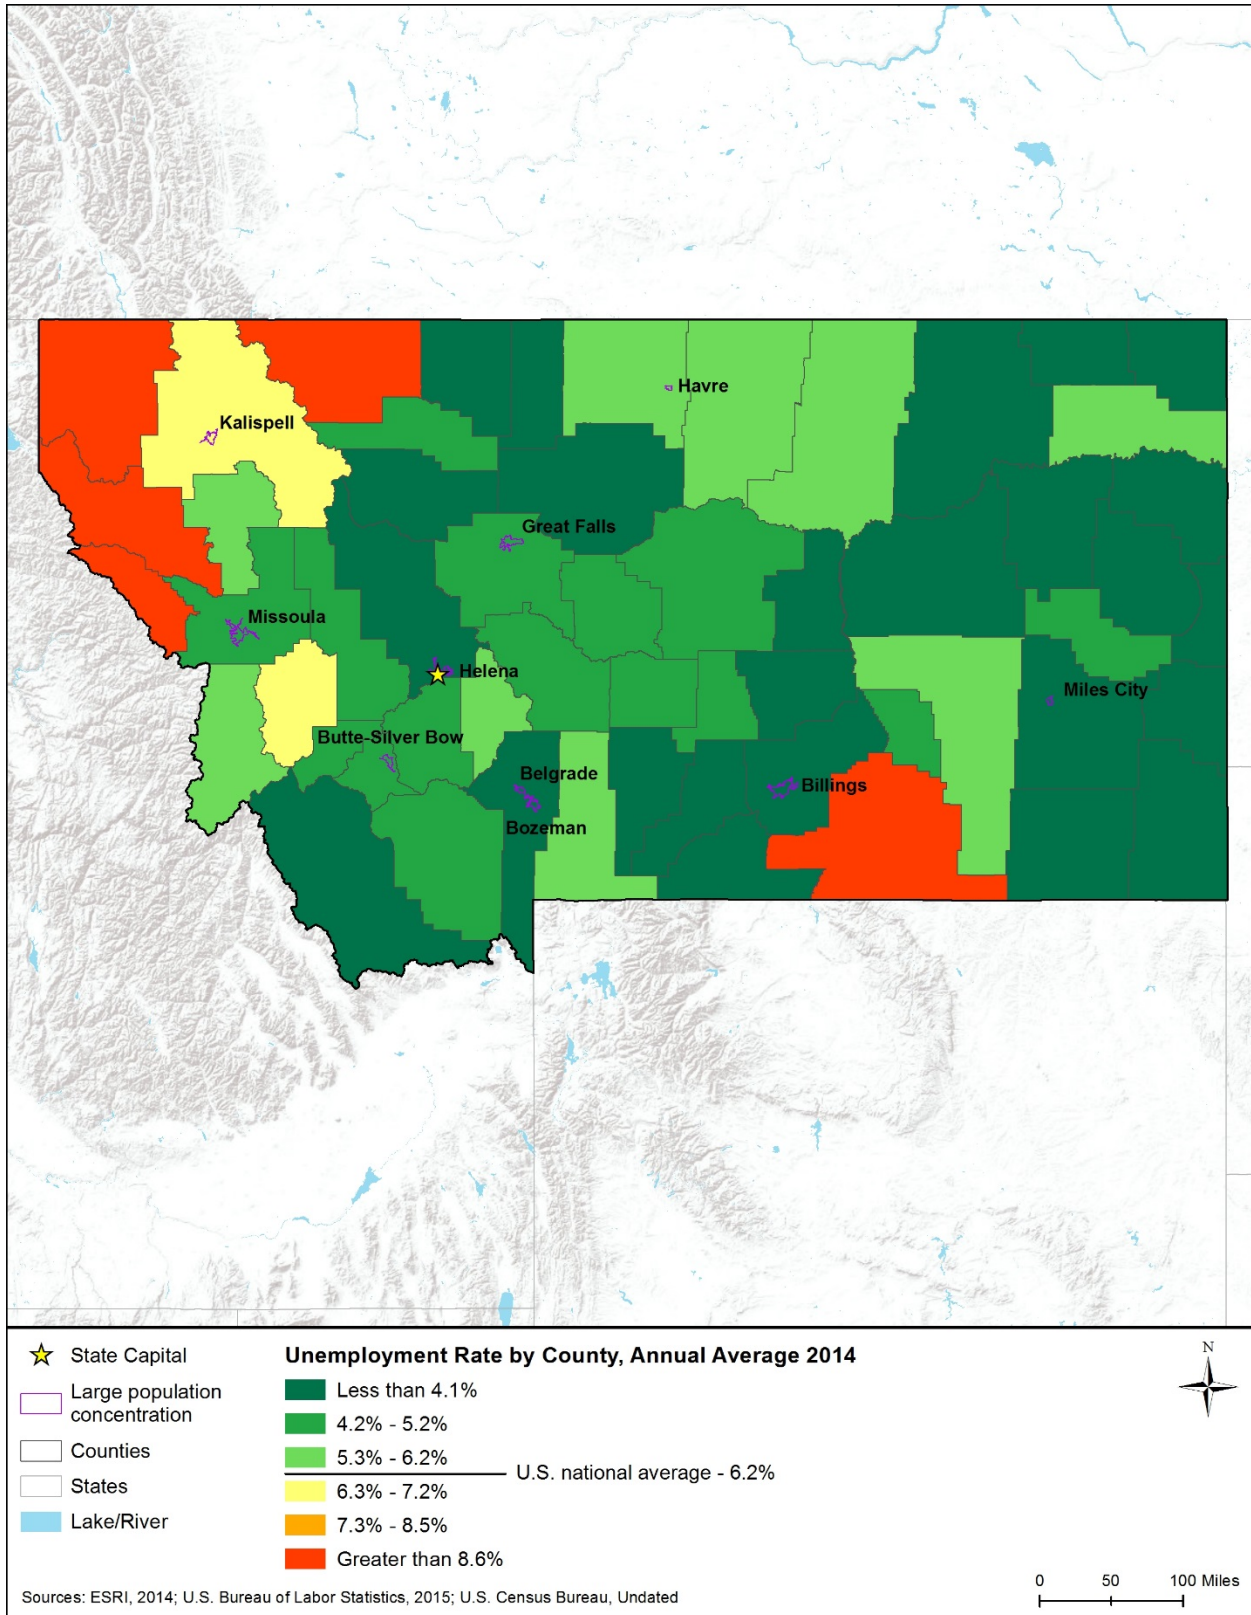 Kalispell
Havre
Great Falls
Missoula
Helena
Miles City
Butte-Silver Bow
Belgrade
Billings
Bozeman
State Capital
Large population
concentration
Counties
States
Lake/River
Unemployment Rate by County, Annual Average 2014
Less than 4.1%
4.2% - 5.2%
5.3% - 6.2%
U.S. national average - 6.2%
6.3% - 7.2%
7.3% - 8.5%
Greater than 8.6%
N
0 50 100 Miles
Sources: ESRI, 2014; U.S. Bureau of Labor Statistics, 2015; U.S. Census Bureau, Undated